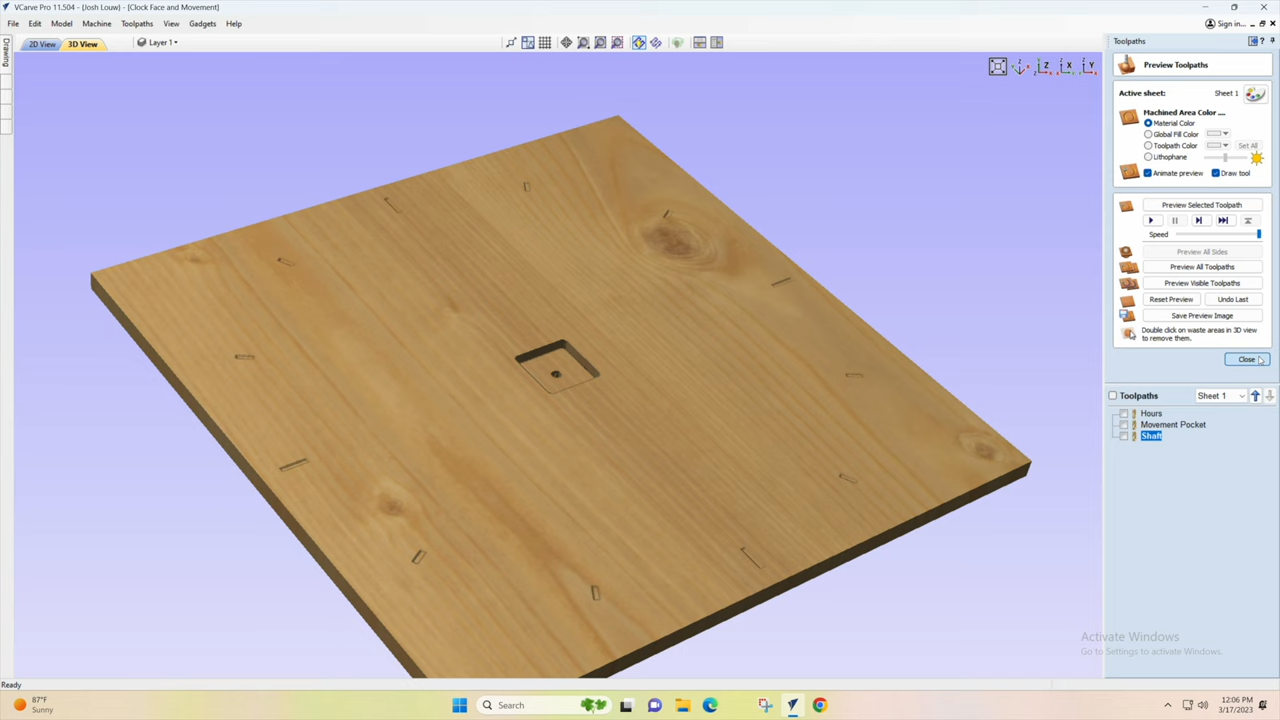 VCarve Pro 11.504 - {Josh Louw} - [Clock Face and Movement]
File Edit Model Machine Toolpaths View Gadgets Help
Sign in...
2D View 3D View Layer 1
Drawing
Z X Y
Toolpaths
Preview Toolpaths
Active sheet: Sheet 1
Machined Area Color ....
Material Color
Global Fill Color
Toolpath Color Set All
Lithophane
Animate preview Draw tool
Preview Selected Toolpath
Speed
Preview All Sides
Preview All Toolpaths
Preview Visible Toolpaths
Reset Preview Undo Last
Save Preview Image
Double click on waste areas in 3D view
to remove them.
Close
Toolpaths Sheet 1
Hours
Movement Pocket
Shaft
Activate Windows
Go to Settings to activate Windows.
Ready
87°F
Sunny
Search
12:06 PM
3/17/2023